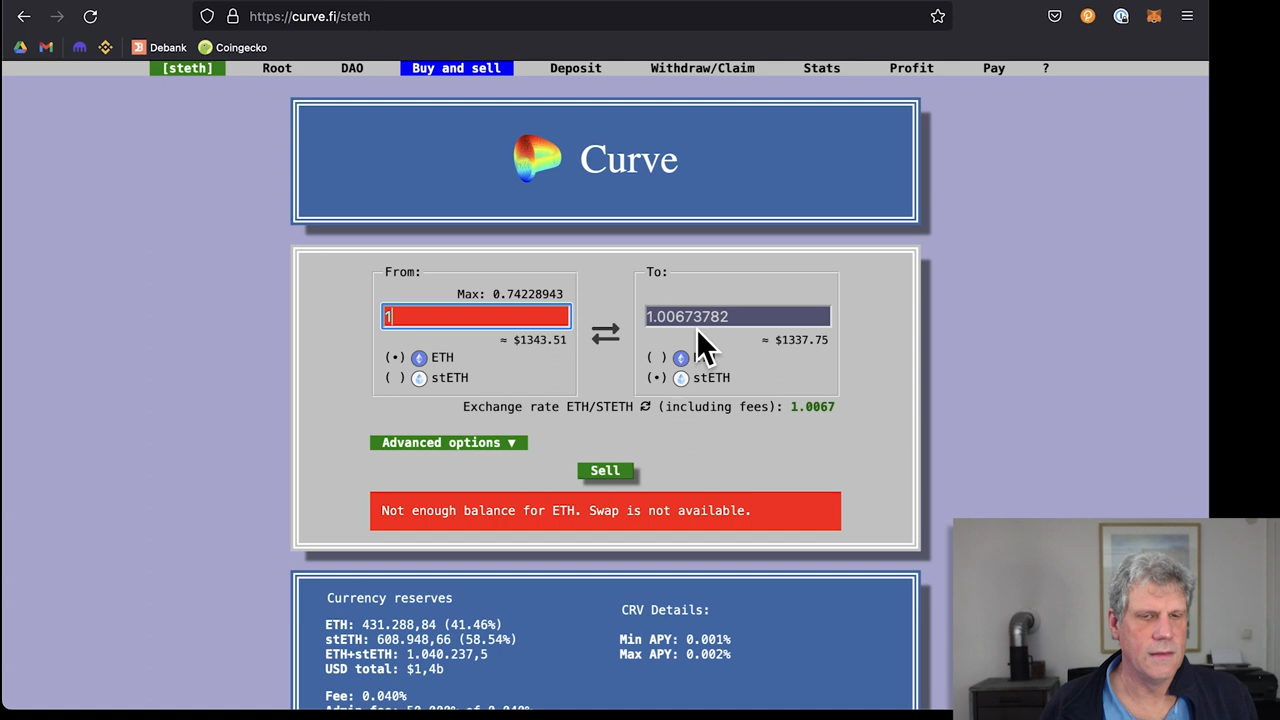 https://curve.fi/steth
Debank Coingecko
[steth] Root DAO Buy and sell Deposit Withdraw/Claim Stats Profit Pay ?
Curve
From: To:
Max: 0.74228943
1 1.00673782
≈ $1343.51 ≈ $1337.75
(•) ETH ( )
( ) stETH (•) stETH
Exchange rate ETH/STETH (including fees): 1.0067
Advanced options ▼
Sell
Not enough balance for ETH. Swap is not available.
Currency reserves
CRV Details:
ETH: 431.288,84 (41.46%)
stETH: 608.948,66 (58.54%) Min APY: 0.001%
ETH+stETH: 1.040.237,5 Max APY: 0.002%
USD total: $1,4b
Fee: 0.040%